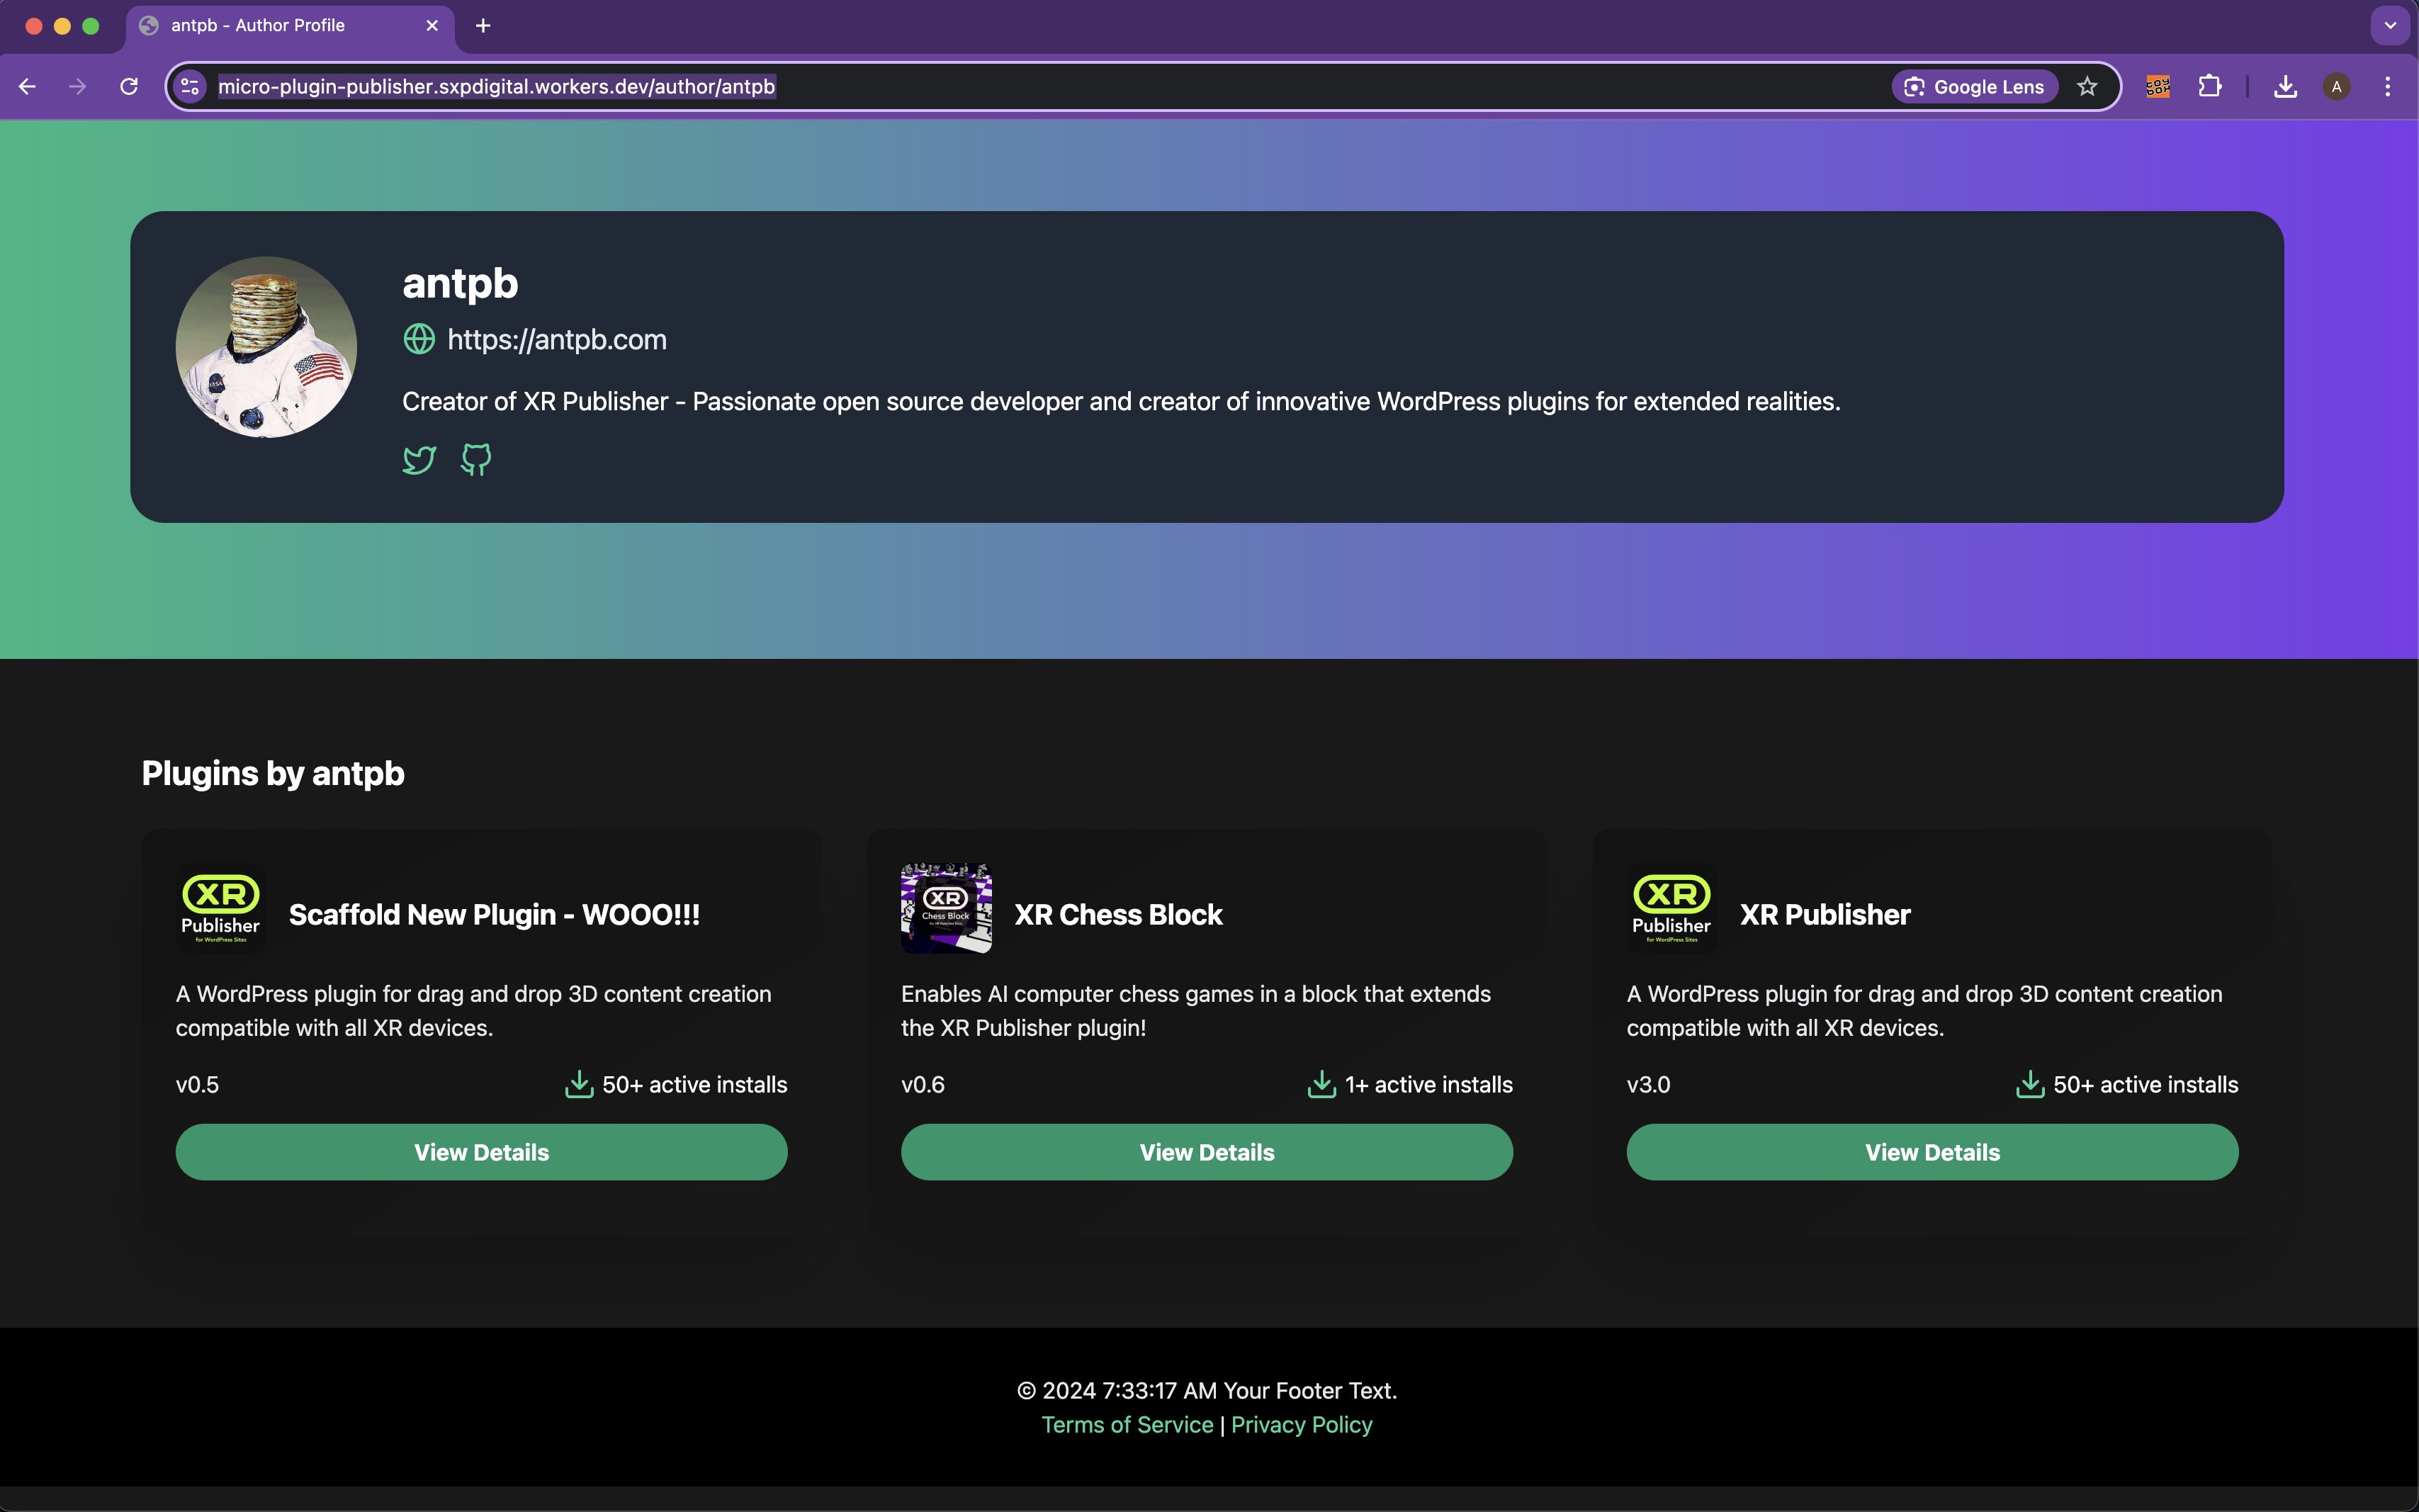 antpb - Author Profile
micro-plugin-publisher.sxpdigital.workers.dev/author/antpb
Google Lens
A
antpb
https://antpb.com
Creator of XR Publisher - Passionate open source developer and creator of innovative WordPress plugins for extended realities.
Plugins by antpb
XR
Publisher
for WordPress Sites
Scaffold New Plugin - WOOO!!!
A WordPress plugin for drag and drop 3D content creation
compatible with all XR devices.
v0.5
50+ active installs
View Details
XR
Chess Block
XR Chess Block
Enables AI computer chess games in a block that extends
the XR Publisher plugin!
v0.6
1+ active installs
View Details
XR
Publisher
for WordPress Sites
XR Publisher
A WordPress plugin for drag and drop 3D content creation
compatible with all XR devices.
v3.0
50+ active installs
View Details
© 2024 7:33:17 AM Your Footer Text.
Terms of Service | Privacy Policy